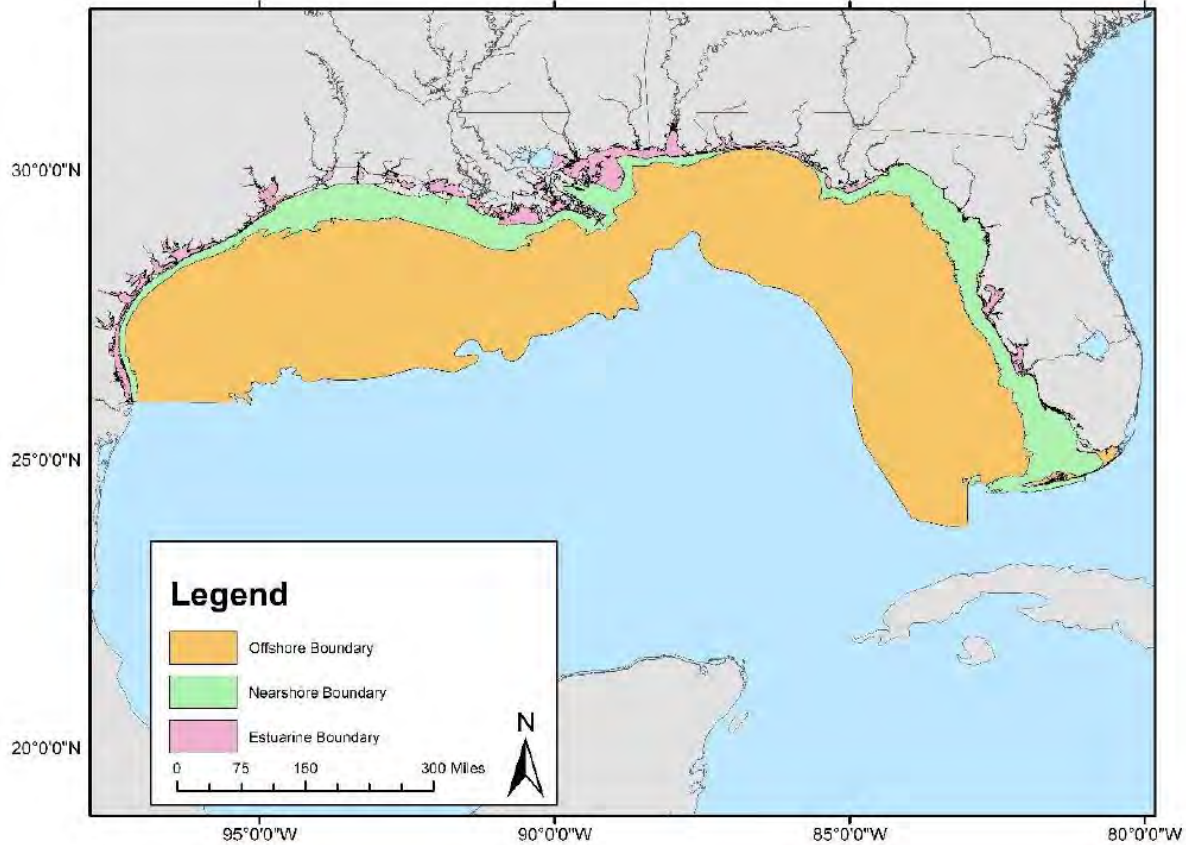 30°0'0"N
25°0'0"N
20°0'0"N
Legend
Offshore Boundary
Nearshore Boundary
Estuarine Boundary
N
0 75 150 300 Miles
95°0'0"W 90°0'0"W 85°0'0"W 80°0'0"W